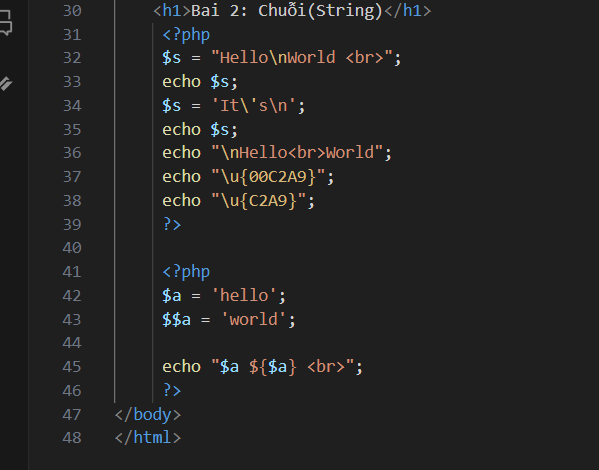 30 <h1>Bai 2: Chuỗi(String)</h1>
31 <?php
32 $s = "Hello\nWorld <br>";
33 echo $s;
34 $s = 'It\'s\n';
35 echo $s;
36 echo "\nHello<br>World";
37 echo "\u{00C2A9}";
38 echo "\u{C2A9}";
39 ?>
40
41 <?php
42 $a = 'hello';
43 $$a = 'world';
44
45 echo "$a ${$a} <br>";
46 ?>
47 </body>
48 </html>